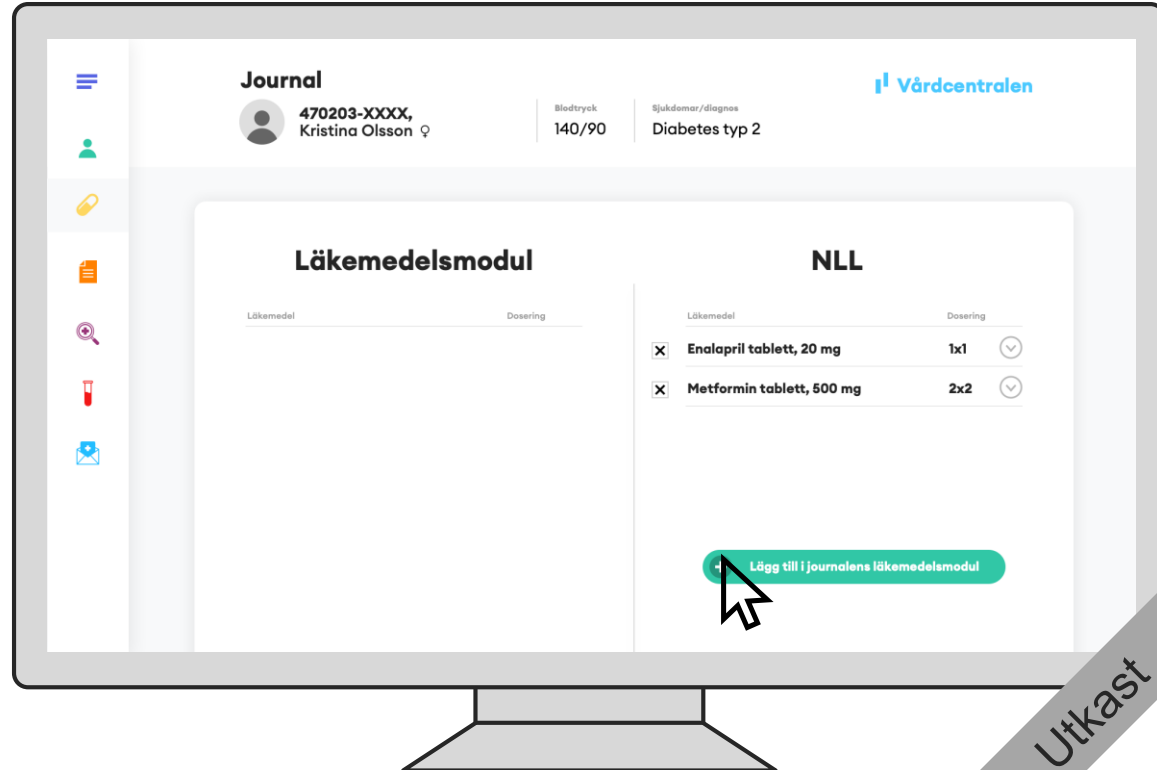 Journal
Vårdcentralen
470203-XXXX,
Kristina Olsson ♀
Blodtryck
140/90
Sjukdomar/diagnos
Diabetes typ 2
Läkemedelsmodul
Läkemedel Dosering
NLL
Läkemedel Dosering
Enalapril tablett, 20 mg 1x1
Metformin tablett, 500 mg 2x2
Lägg till i journalens läkemedelsmodul
Utkast